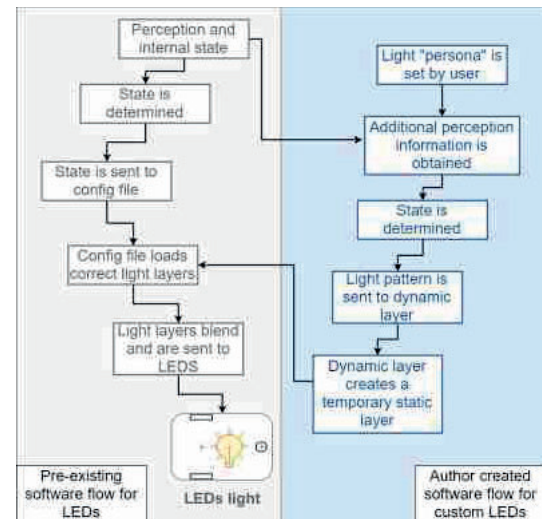 Perception and
internal state
State is
determined
State is sent to
config file
Config file loads
correct light layers
Light layers blend
and are sent to
LEDS
LEDs light
Pre-existing
software flow for
LEDs
Light "persona" is
set by user
Additional perception
information is
obtained
State is
determined
Light pattern is
sent to dynamic
layer
Dynamic layer
creates a
temporary static
layer
Author created
software flow for
custom LEDs